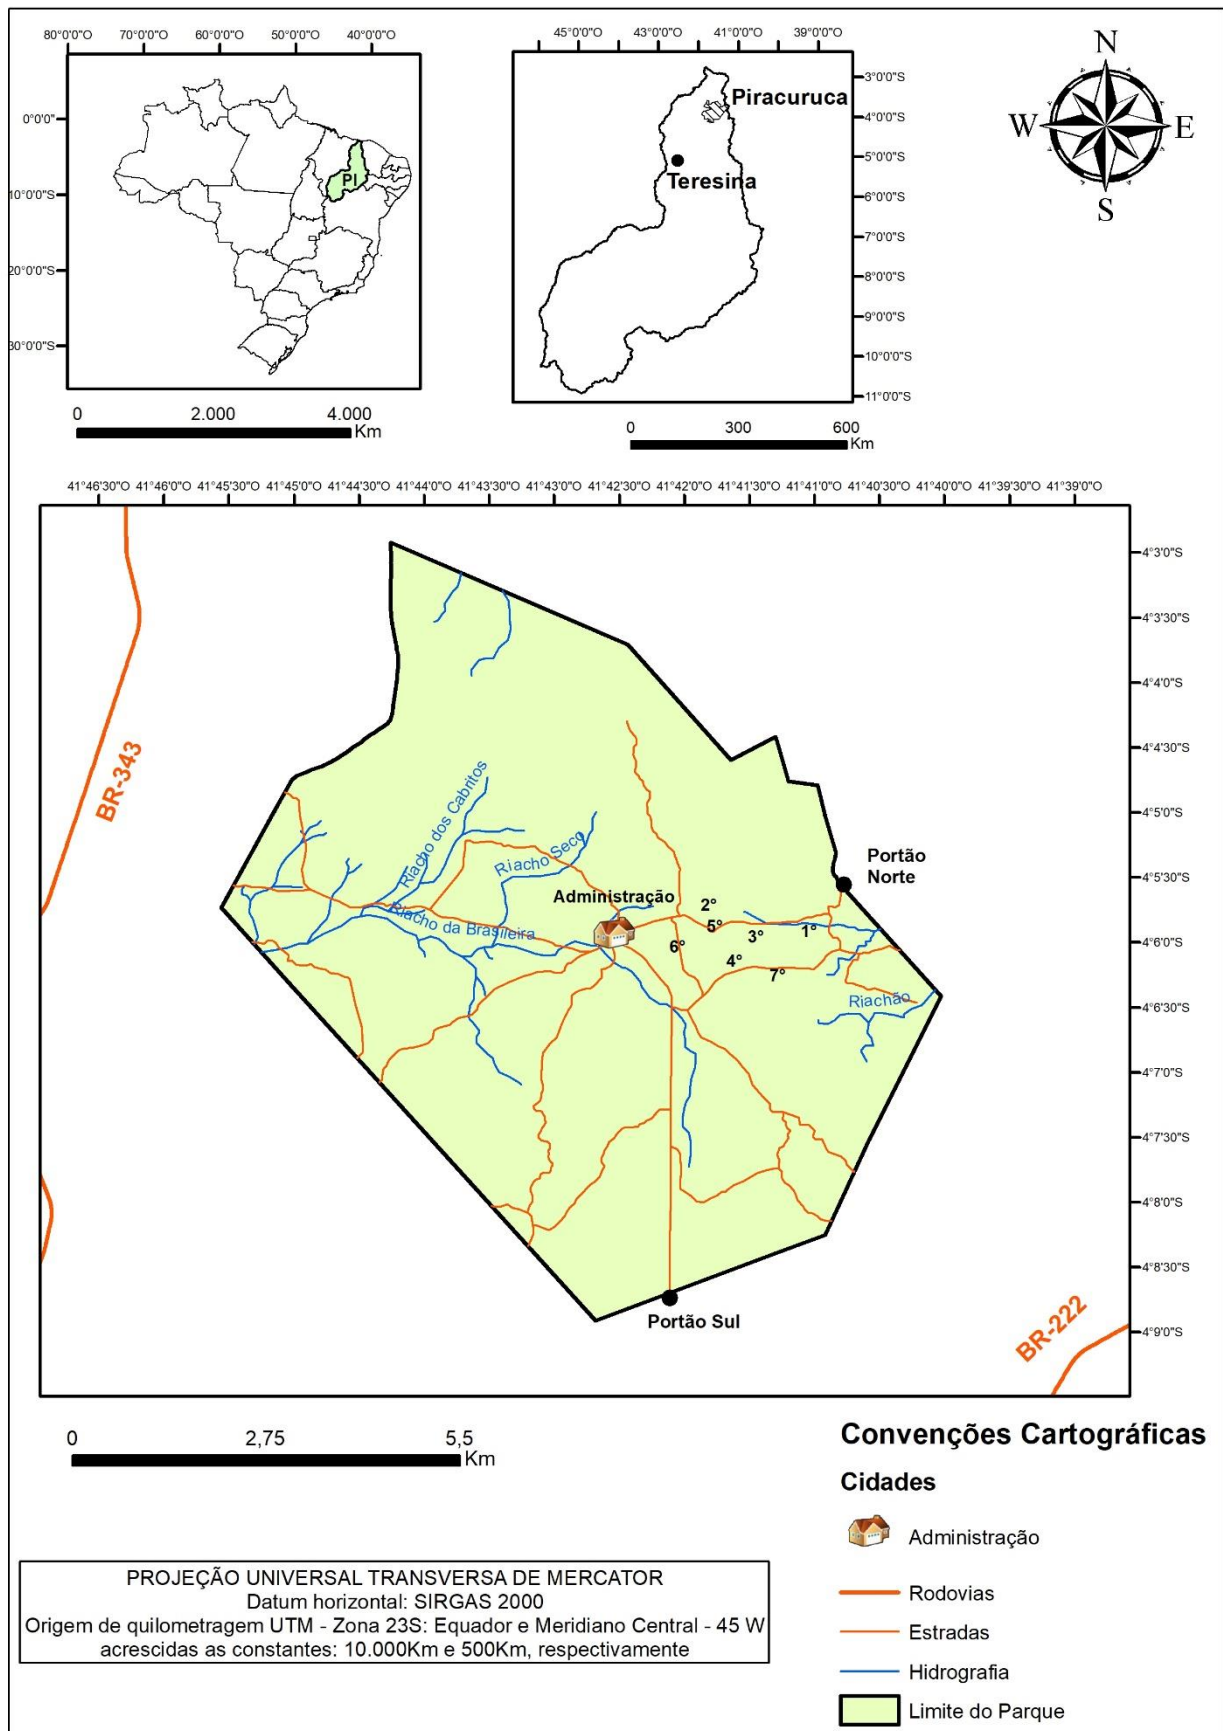 80°0'0"O 70°0'0"O 60°0'0"O 50°0'0"O 40°0'0"O
0°0'0"
10°0'0"S
20°0'0"S
30°0'0"S
PI
0 2.000 4.000
Km
45°0'0"O 43°0'0"O 41°0'0"O 39°0'0"O
3°0'0"S
4°0'0"S
5°0'0"S
6°0'0"S
7°0'0"S
8°0'0"S
9°0'0"S
10°0'0"S
11°0'0"S
Piracuruca
Teresina
0 300 600
Km
N
W
E
S
41°46'30"O 41°46'0"O 41°45'30"O 41°45'0"O 41°44'30"O 41°44'0"O 41°43'30"O 41°43'0"O 41°42'30"O 41°42'0"O 41°41'30"O 41°41'0"O 41°40'30"O 41°40'0"O 41°39'30"O 41°39'0"O
4°3'0"S
4°3'30"S
4°4'0"S
4°4'30"S
4°5'0"S
4°5'30"S
4°6'0"S
4°6'30"S
4°7'0"S
4°7'30"S
4°8'0"S
4°8'30"S
4°9'0"S
BR-343
Riacho dos Cabritos
Riacho Seco
Portão
Norte
Administração
Riacho da Brasileira
2°
5°
3°
1°
6°
4°
7°
Riachão
Portão Sul
BR-222
0 2,75 5,5
Km
Convenções Cartográficas
Cidades
Administração
Rodovias
Estradas
Hidrografia
Limite do Parque
PROJEÇÃO UNIVERSAL TRANSVERSA DE MERCATOR
Datum horizontal: SIRGAS 2000
Origem de quilometragem UTM - Zona 23S: Equador e Meridiano Central - 45 W
acrescidas as constantes: 10.000Km e 500Km, respectivamente